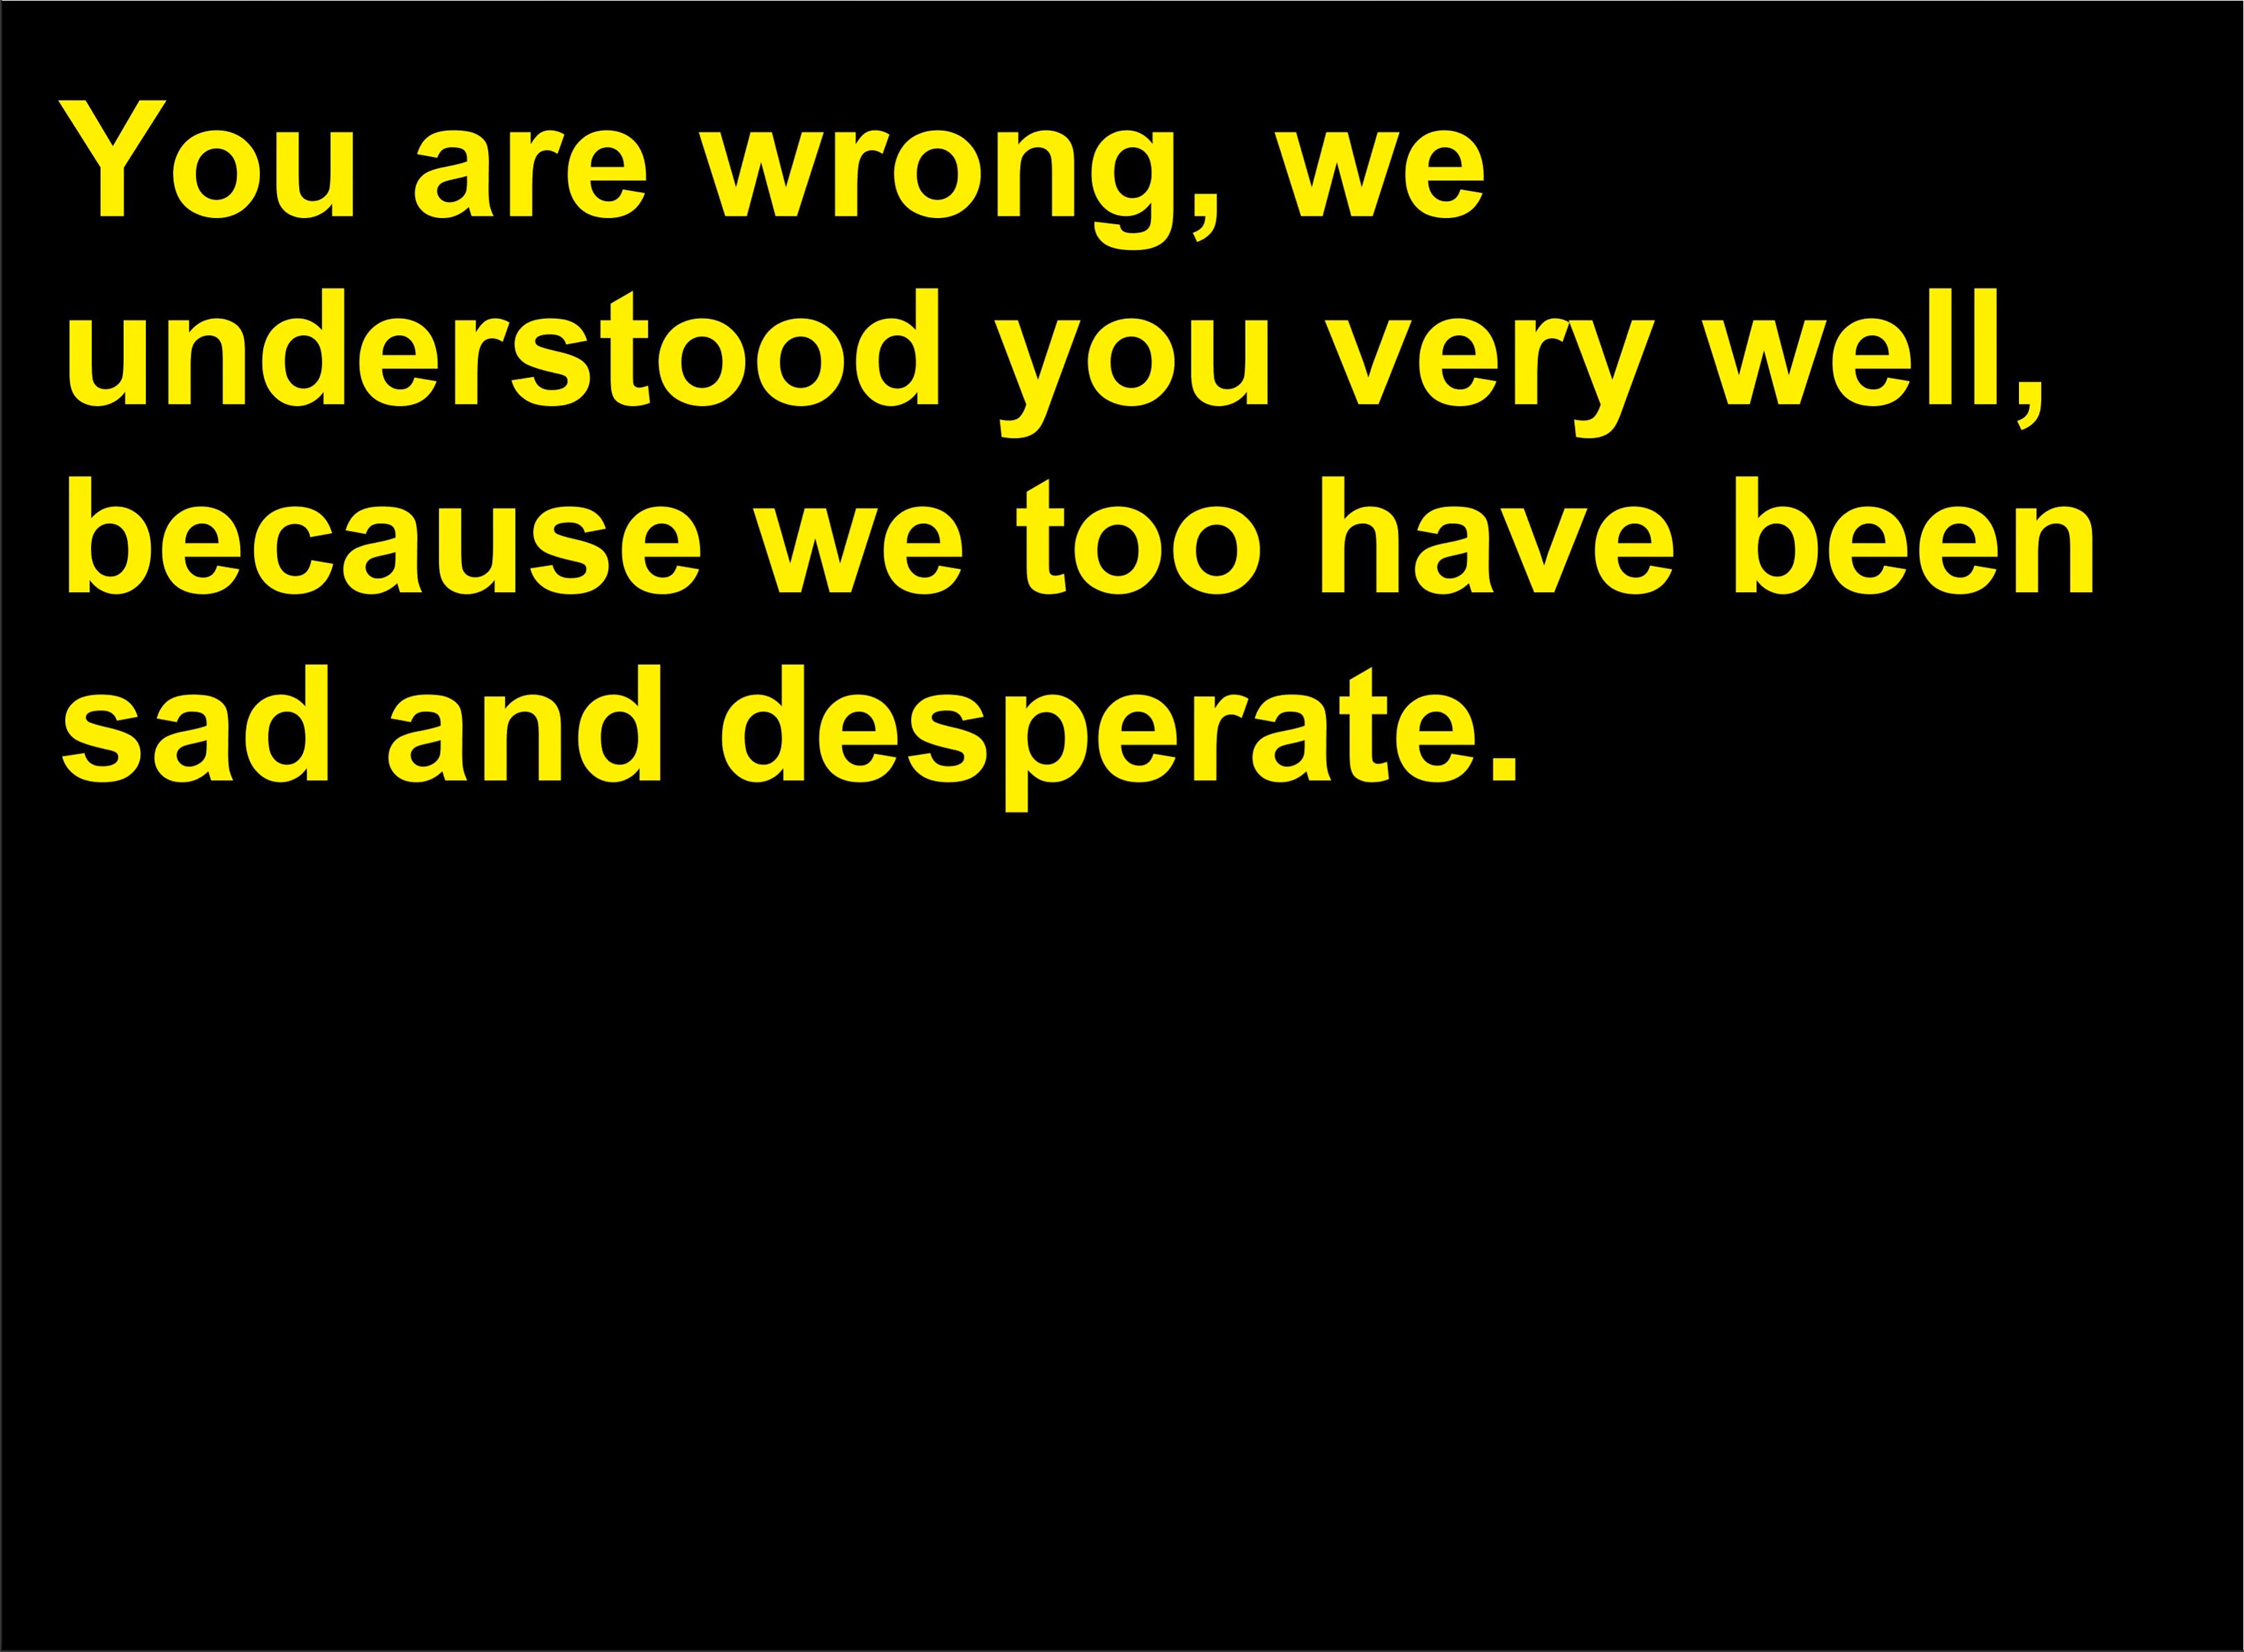 You are wrong, we
understood you very well,
because we too have been
sad and desperate.